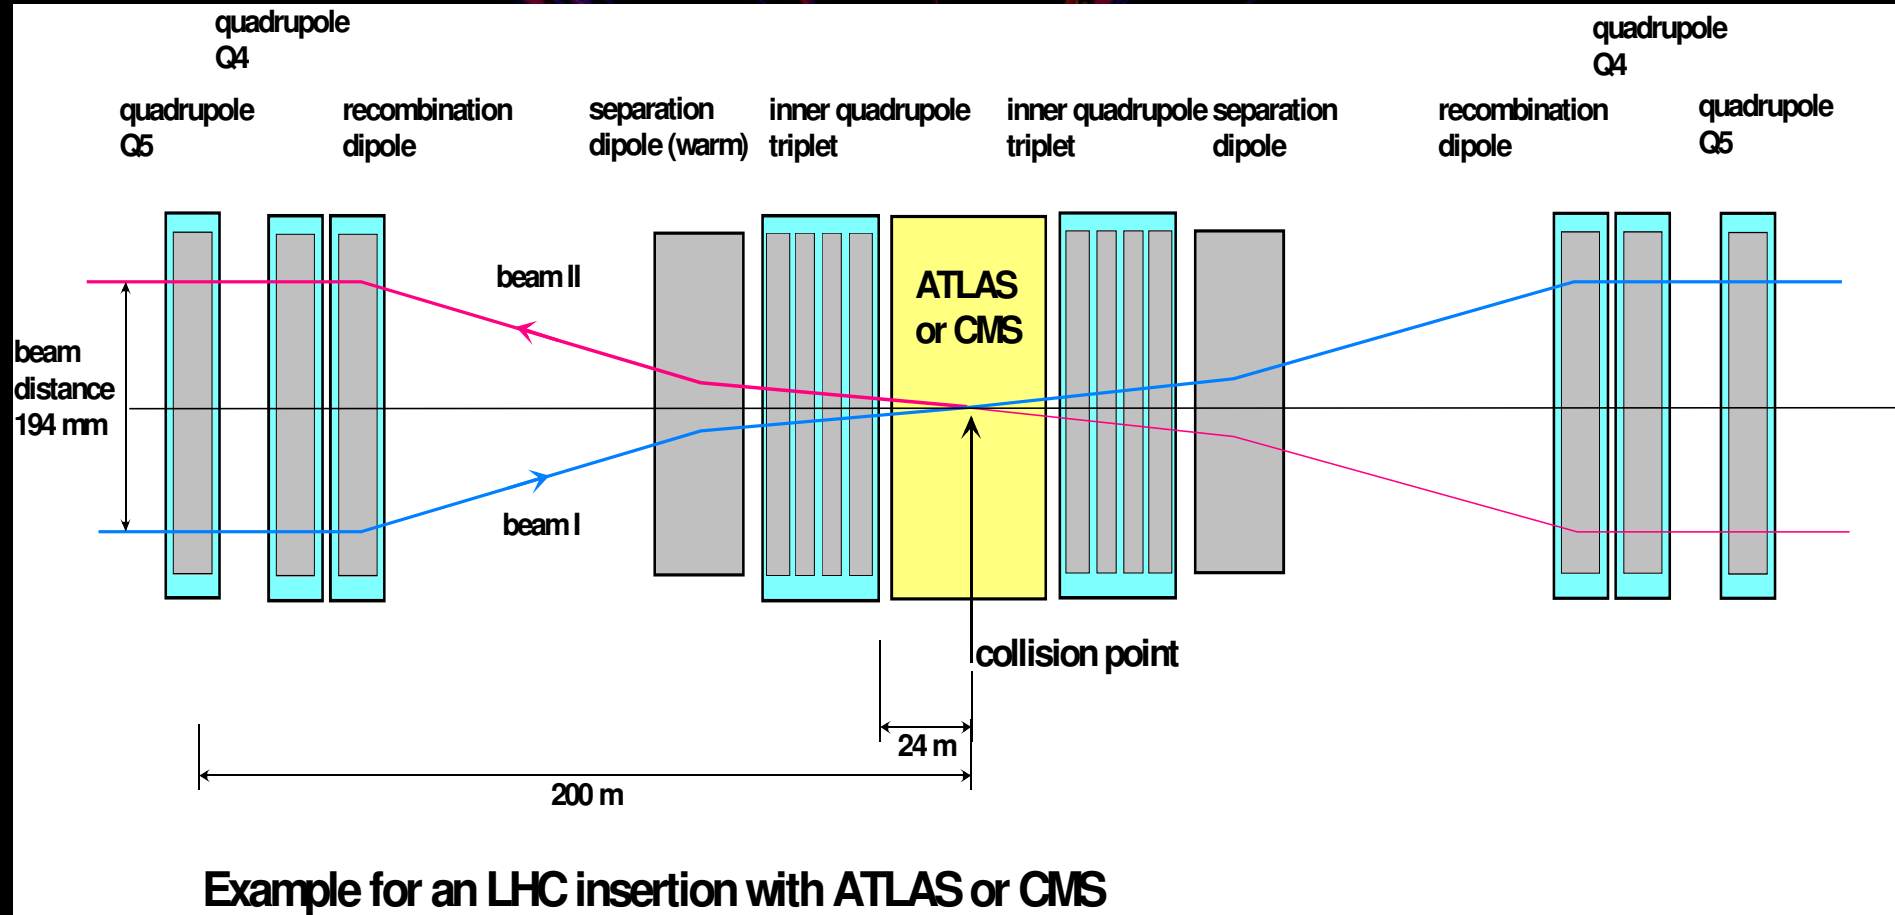 quadrupole
Q4
quadrupole
Q4
quadrupole
Q5
recombination
dipole
separation
dipole (warm)
inner quadrupole
triplet
inner quadrupole
triplet
separation
dipole
recombination
dipole
quadrupole
Q5
beam II
ATLAS
or CMS
beam
distance
194 mm
beam I
collision point
24 m
200 m
Example for an LHC insertion with ATLAS or CMS